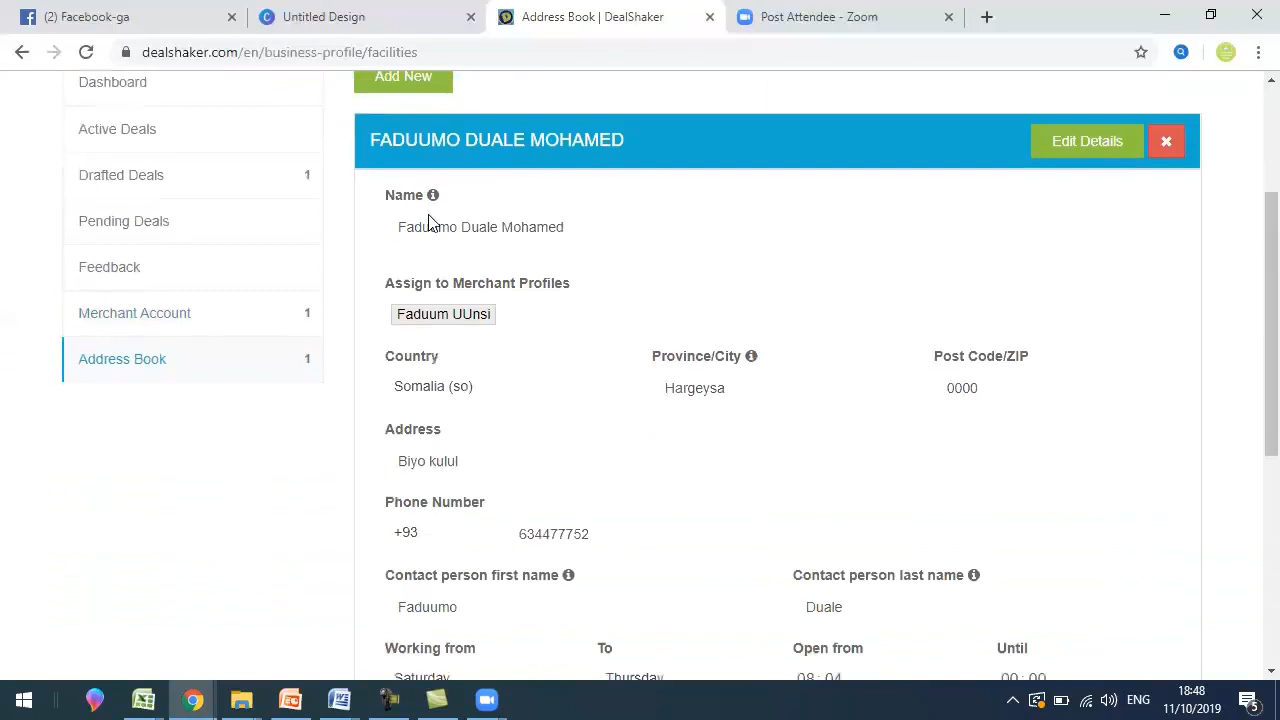 (2) Facebook-ga
Untitled Design
Address Book | DealShaker
Post Attendee - Zoom
dealshaker.com/en/business-profile/facilities
Dashboard
Active Deals
Drafted Deals 1
Pending Deals
Feedback
Merchant Account 1
Address Book 1
Add New
FADUUMO DUALE MOHAMED
Edit Details
Name
Faduumo Duale Mohamed
Assign to Merchant Profiles
Faduum UUnsi
Country Province/City Post Code/ZIP
Somalia (so) Hargeysa 0000
Address
Biyo kulul
Phone Number
+93 634477752
Contact person first name Contact person last name
Faduumo Duale
Working from To Open from Until
Saturday Thursday 08 : 04 00 : 00
ENG
18:48
11/10/2019
5